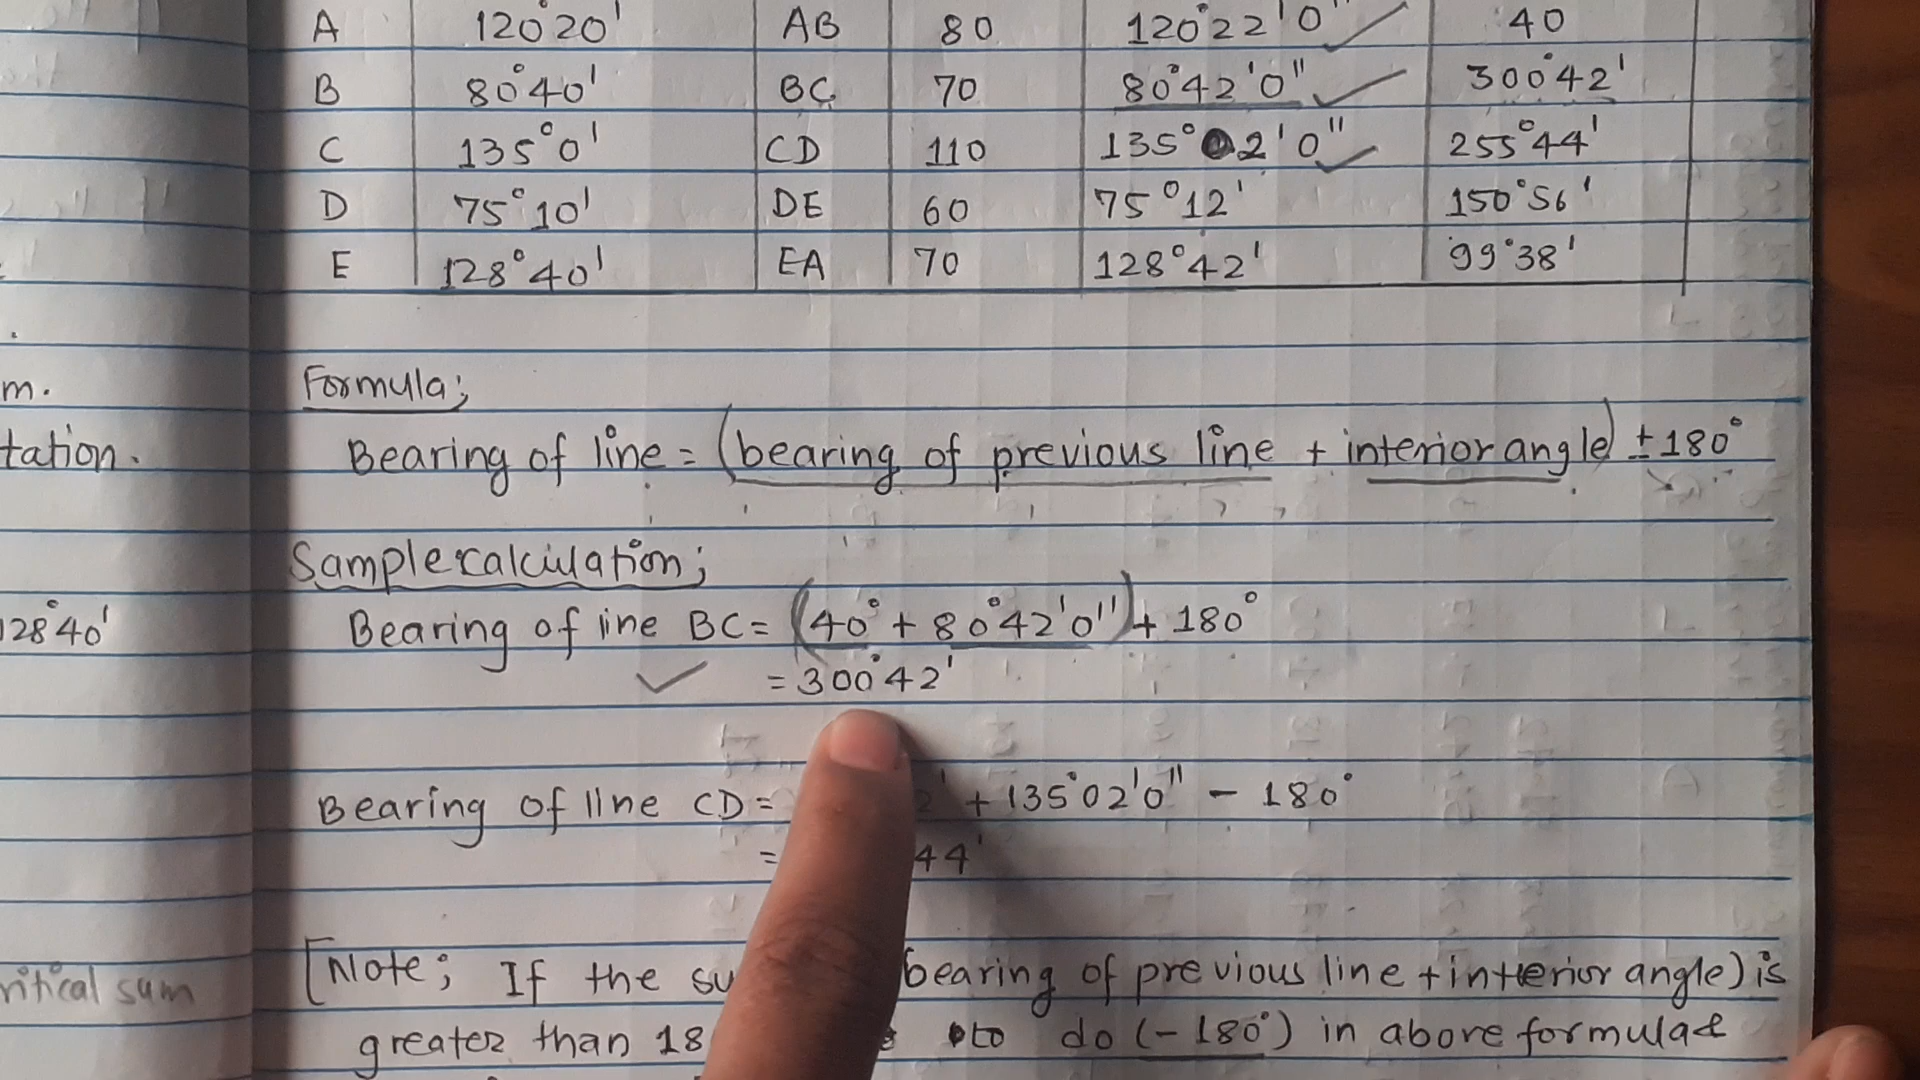 A 120°20' AB 80 120°22'0" 40
B 80°40' BC 70 80°42'0" 300°42'
C 135°0' CD 110 135°02'0" 255°44'
D 75°10' DE 60 75°12' 150°56'
E 128°40' EA 70 128°42' 99°38'
m.
Formula;
tation.
Bearing of line = (bearing of previous line + interior angle) ± 180°
Sample calculation;
128°40'
Bearing of line BC = (40° + 80°42'0") + 180°
= 300°42'
Bearing of line CD = 2' + 135°02'0" - 180°
= 44'
ritical sum
[Note; If the su bearing of previous line + interior angle) is
greater than 18 to do (-180°) in above formula &